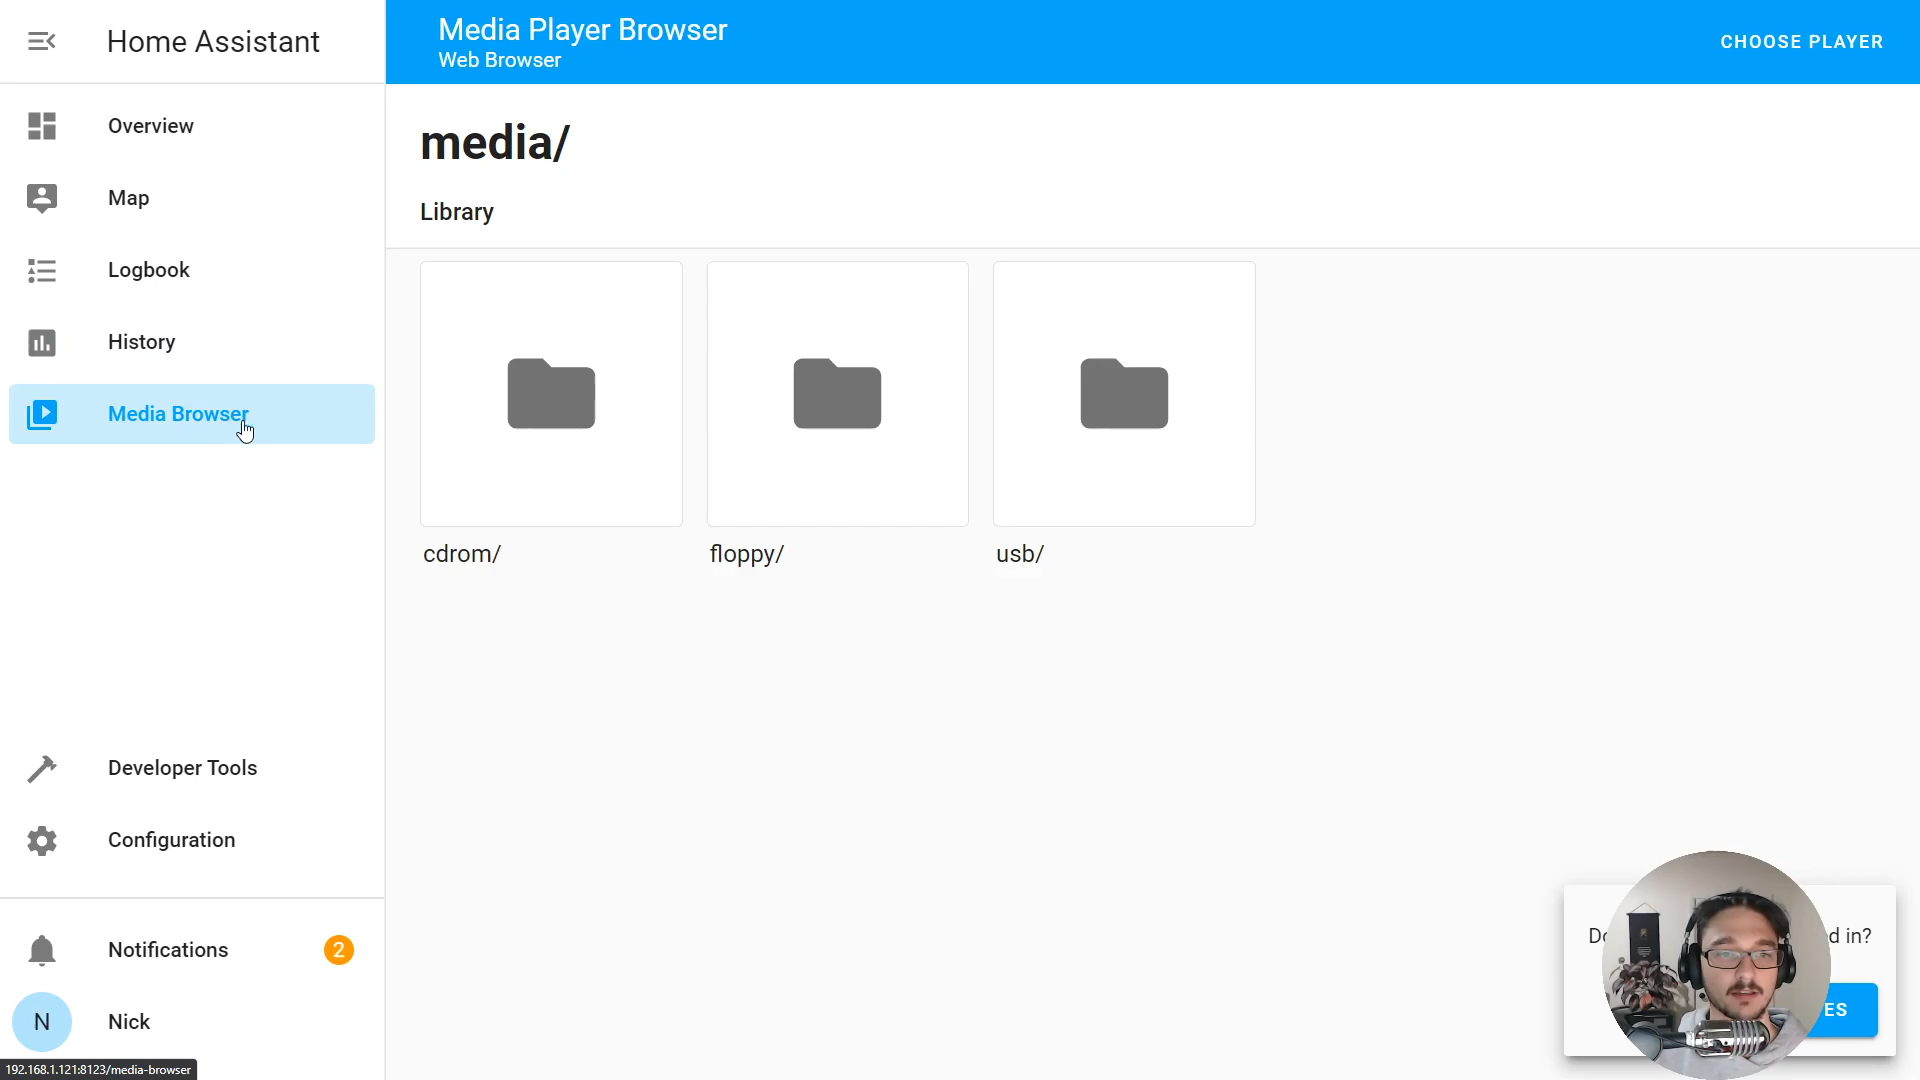 Home Assistant
Media Player Browser
Web Browser
CHOOSE PLAYER
Overview
Map
Logbook
History
Media Browser
Developer Tools
Configuration
Notifications
2
N
Nick
192.168.1.121:8123/media-browser
media/
Library
cdrom/
floppy/
usb/
in?